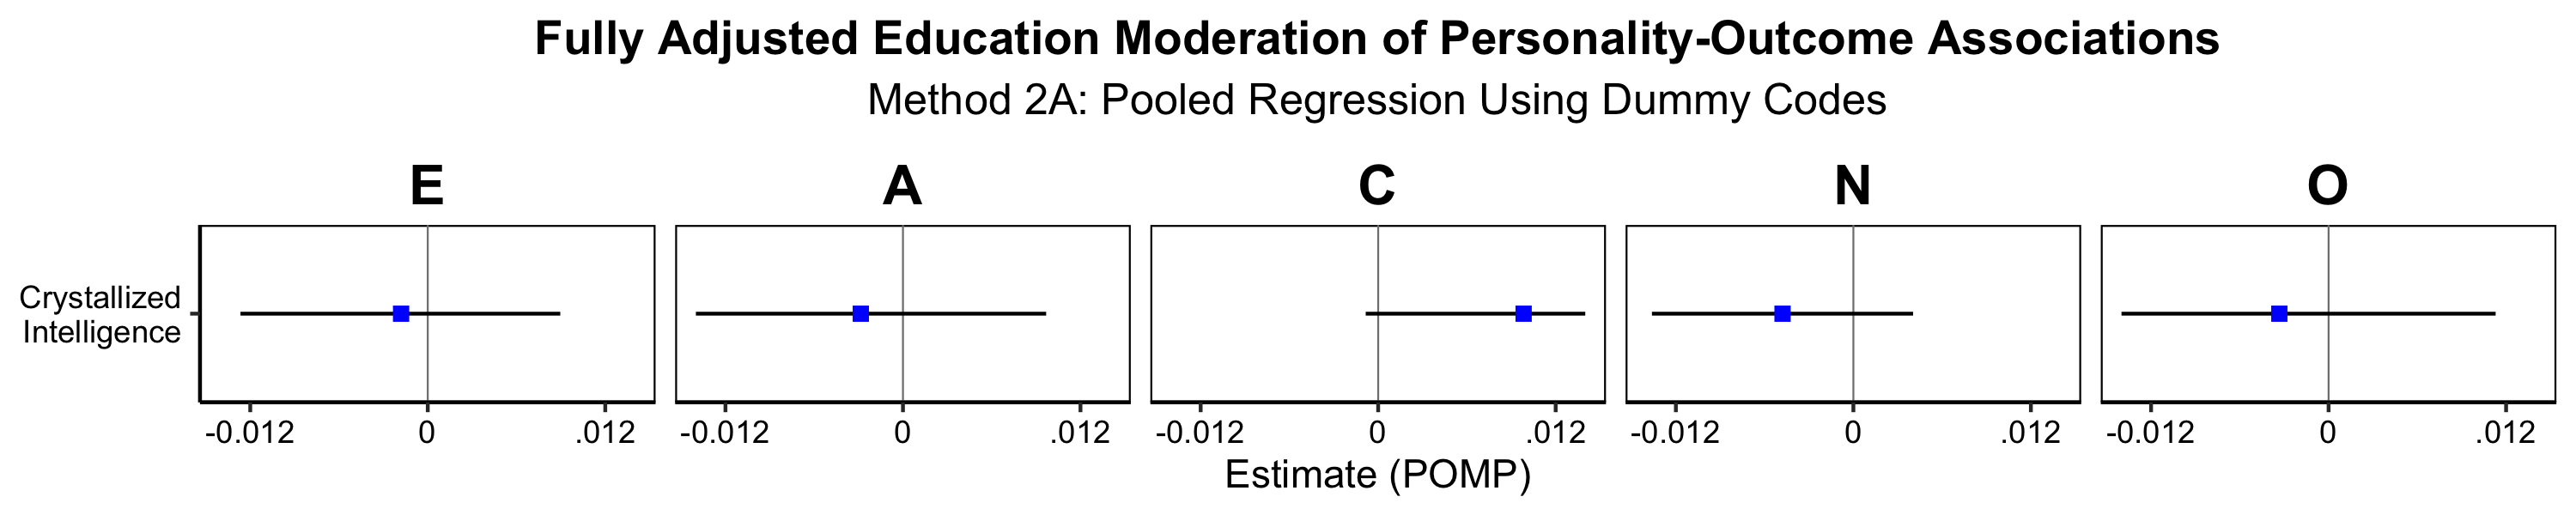 Fully Adjusted Education Moderation of Personality-Outcome Associations
Method 2A: Pooled Regression Using Dummy Codes
E A C N O
Crystallized
Intelligence
-0.012 0 .012 -0.012 0 .012 -0.012 0 .012 -0.012 0 .012 -0.012 0 .012
Estimate (POMP)